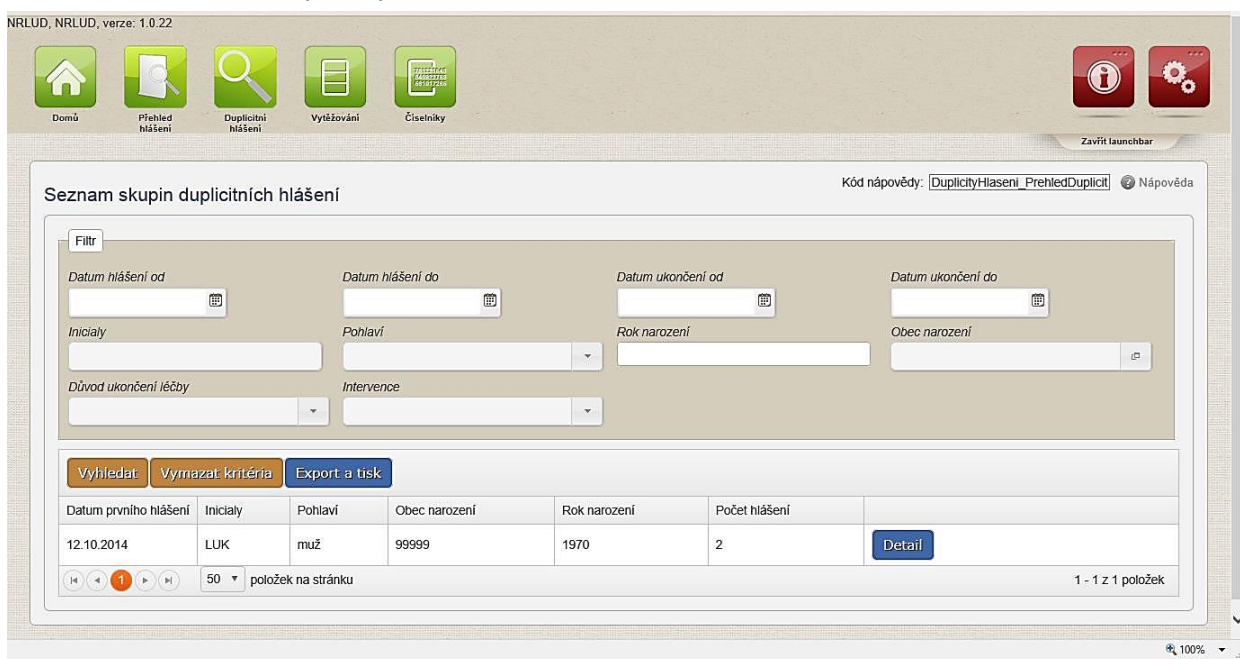 NRLUD, NRLUD, verze: 1.0.22
Domů
Přehled hlášení
Duplicitní hlášení
Vytěžování
Číselníky
Zavřít launchbar
Seznam skupin duplicitních hlášení
Kód nápovědy: DuplicityHlaseni_PrehledDuplicit Nápověda
Filtr
Datum hlášení od Datum hlášení do Datum ukončení od Datum ukončení do
Inicialy Pohlaví Rok narození Obec narození
Důvod ukončení léčby Intervence
Vyhledat Vymazat kritéria Export a tisk
Datum prvního hlášení Inicialy Pohlaví Obec narození Rok narození Počet hlášení
12.10.2014 LUK muž 99999 1970 2 Detail
1 50 položek na stránku 1 - 1 z 1 položek
100%